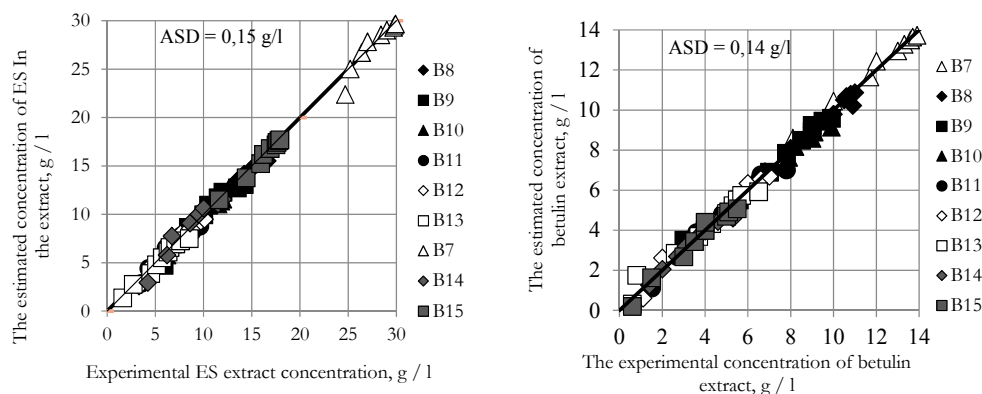 The estimated concentration of ES In
the extract, g / l
30
25
20
15
10
5
0
ASD = 0,15 g/l
0 5 10 15 20 25 30
Experimental ES extract concentration, g / l
B8
B9
B10
B11
B12
B13
B7
B14
B15
The estimated concentration of
betulin extract, g / l
14
12
10
8
6
4
2
0
ASD = 0,14 g/l
0 2 4 6 8 10 12 14
The experimental concentration of betulin
extract, g / l
B7
B8
B9
B10
B11
B12
B13
B14
B15